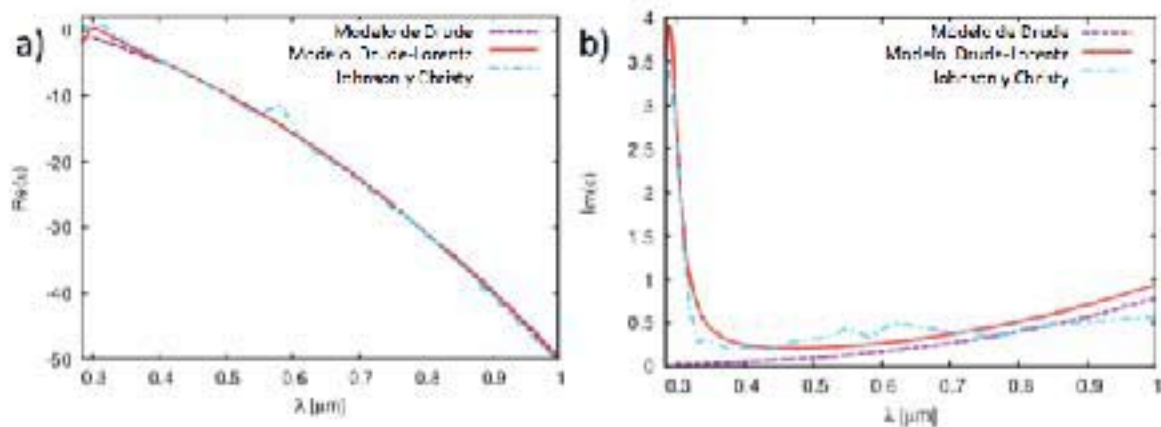 a)
Modelo de Drude
Modelo Drude-Lorentz
Johnson y Christy
Re(ε)
0
-10
-20
-30
-40
-50
0.3 0.4 0.5 0.6 0.7 0.8 0.9 1
λ [μm]
b)
Modelo de Drude
Modelo Drude-Lorentz
Johnson y Christy
Im(ε)
4
3.5
3
2.5
2
1.5
1
0.5
0
0.3 0.4 0.5 0.6 0.7 0.8 0.9 1
λ [μm]